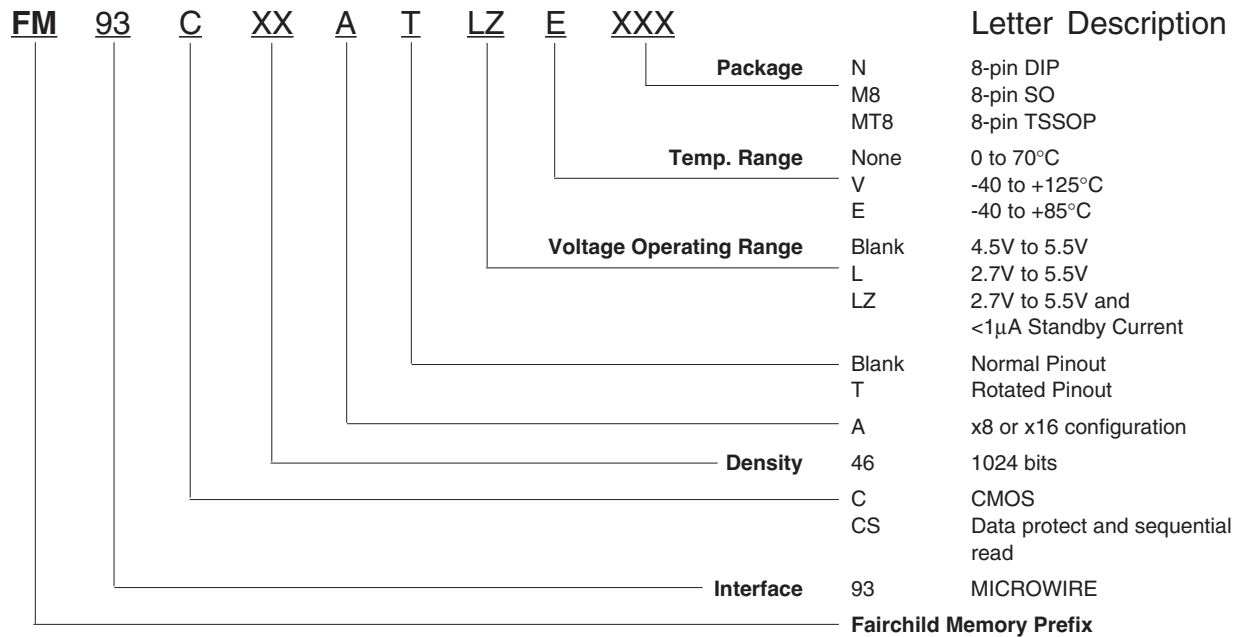 FM 93 C XX A T LZ E XXX Letter Description
Package N 8-pin DIP
M8 8-pin SO
MT8 8-pin TSSOP
Temp. Range None 0 to 70°C
V -40 to +125°C
E -40 to +85°C
Voltage Operating Range Blank 4.5V to 5.5V
L 2.7V to 5.5V
LZ 2.7V to 5.5V and
<1μA Standby Current
Blank Normal Pinout
T Rotated Pinout
A x8 or x16 configuration
Density 46 1024 bits
C CMOS
CS Data protect and sequential
read
Interface 93 MICROWIRE
Fairchild Memory Prefix